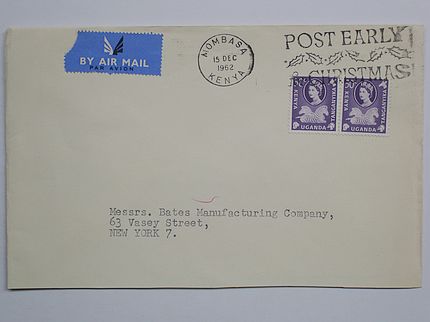 BY AIR MAIL
PAR AVION
MOMBASA
15 DEC
1962
KENYA
POST EARLY
CHRISTMAS
KENYA
TANGANYIKA
UGANDA
KENYA
TANGANYIKA
UGANDA
Messrs. Bates Manufacturing Company,
63 Vasey Street,
NEW YORK 7.